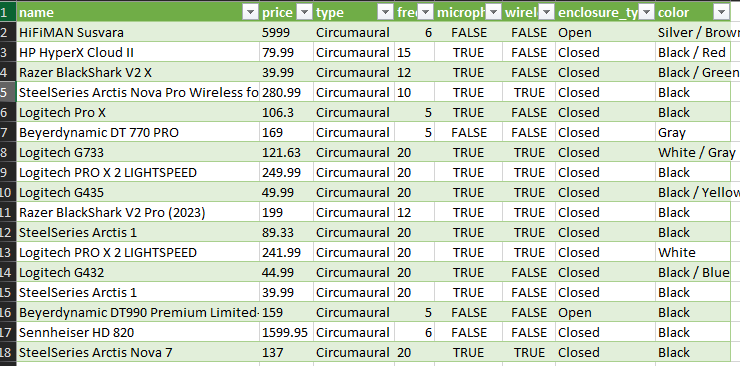 1 name price type free microph wirel enclosure_ty color
2 HiFiMAN Susvara 5999 Circumaural 6 FALSE FALSE Open Silver / Brown
3 HP HyperX Cloud II 79.99 Circumaural 15 TRUE FALSE Closed Black / Red
4 Razer BlackShark V2 X 39.99 Circumaural 12 TRUE FALSE Closed Black / Green
5 SteelSeries Arctis Nova Pro Wireless fo 280.99 Circumaural 10 TRUE TRUE Closed Black
6 Logitech Pro X 106.3 Circumaural 5 TRUE FALSE Closed Black
7 Beyerdynamic DT 770 PRO 169 Circumaural 5 FALSE FALSE Closed Gray
8 Logitech G733 121.63 Circumaural 20 TRUE TRUE Closed White / Gray
9 Logitech PRO X 2 LIGHTSPEED 249.99 Circumaural 20 TRUE TRUE Closed Black
10 Logitech G435 49.99 Circumaural 20 TRUE TRUE Closed Black / Yellow
11 Razer BlackShark V2 Pro (2023) 199 Circumaural 12 TRUE TRUE Closed Black
12 SteelSeries Arctis 1 89.33 Circumaural 20 TRUE TRUE Closed Black
13 Logitech PRO X 2 LIGHTSPEED 241.99 Circumaural 20 TRUE TRUE Closed White
14 Logitech G432 44.99 Circumaural 20 TRUE FALSE Closed Black / Blue
15 SteelSeries Arctis 1 39.99 Circumaural 20 TRUE FALSE Closed Black
16 Beyerdynamic DT990 Premium Limited- 159 Circumaural 5 FALSE FALSE Open Black
17 Sennheiser HD 820 1599.95 Circumaural 6 FALSE FALSE Closed Black
18 SteelSeries Arctis Nova 7 137 Circumaural 20 TRUE TRUE Closed Black